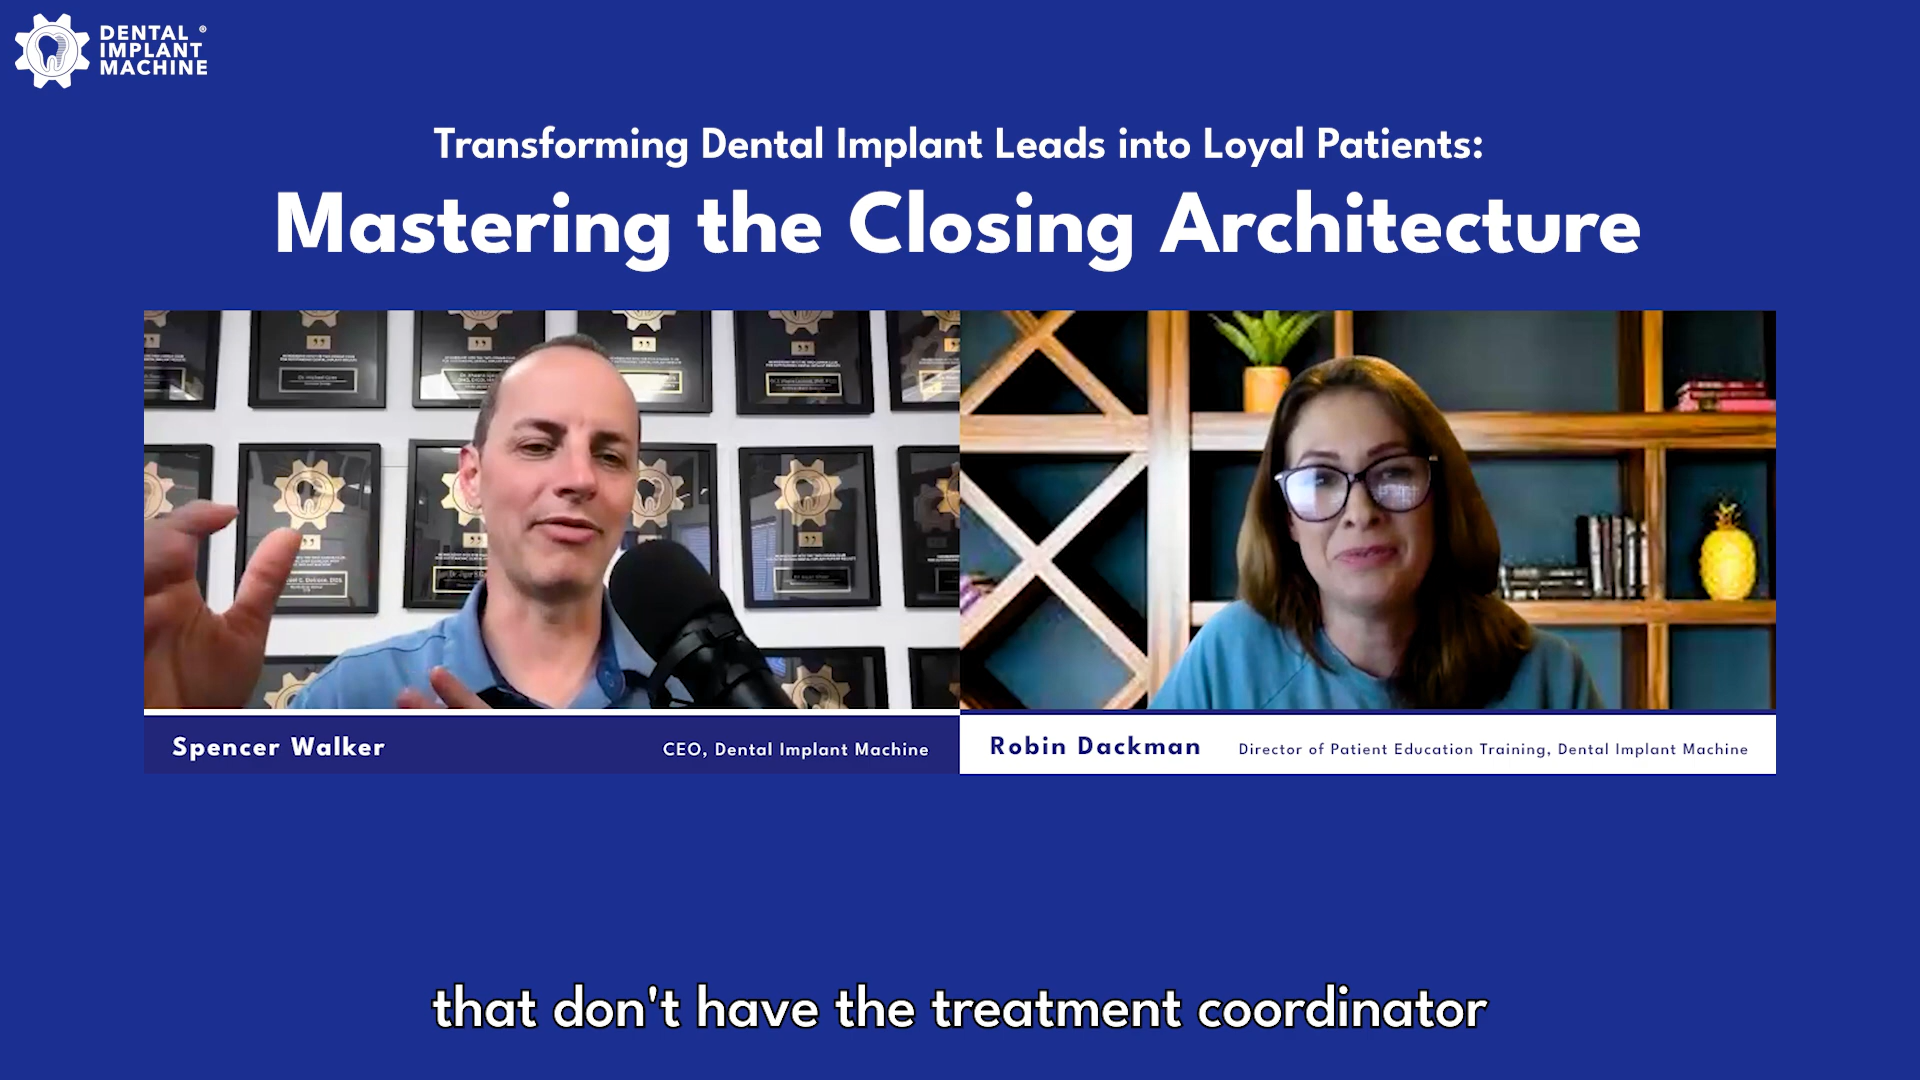 DENTAL ®
IMPLANT
MACHINE
Transforming Dental Implant Leads into Loyal Patients:
Mastering the Closing Architecture
Spencer Walker
CEO, Dental Implant Machine
Robin Dackman
Director of Patient Education Training, Dental Implant Machine
that don't have the treatment coordinator